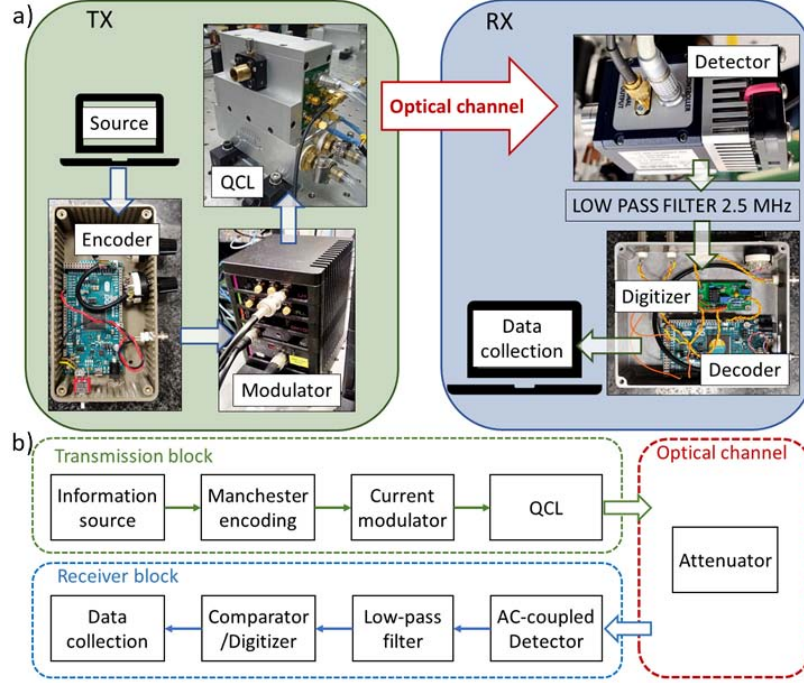 a)
TX
RX
Source
QCL
Optical channel
Detector
Encoder
LOW PASS FILTER 2.5 MHz
Modulator
Digitizer
Data
collection
Decoder
b)
Transmission block
Optical channel
Information
source
Manchester
encoding
Current
modulator
QCL
Attenuator
Receiver block
Data
collection
Comparator
/Digitizer
Low-pass
filter
AC-coupled
Detector